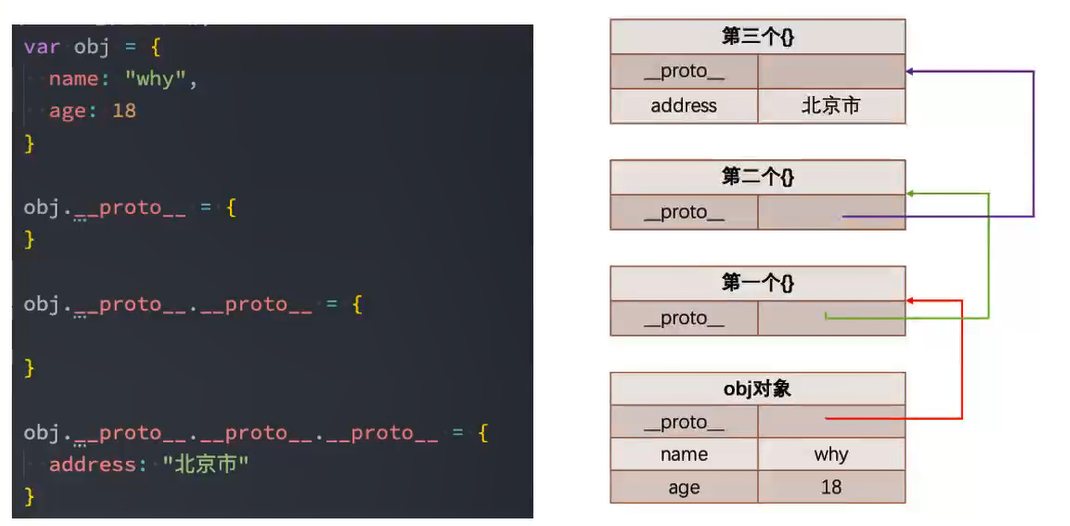 var obj = {
name: "why",
age: 18
}
obj.__proto__ = {
}
obj.__proto__.__proto__ = {
}
obj.__proto__.__proto__.__proto__ = {
address: "北京市"
}
第三个{}
__proto__
address 北京市
第二个{}
__proto__
第一个{}
__proto__
obj对象
__proto__
name why
age 18